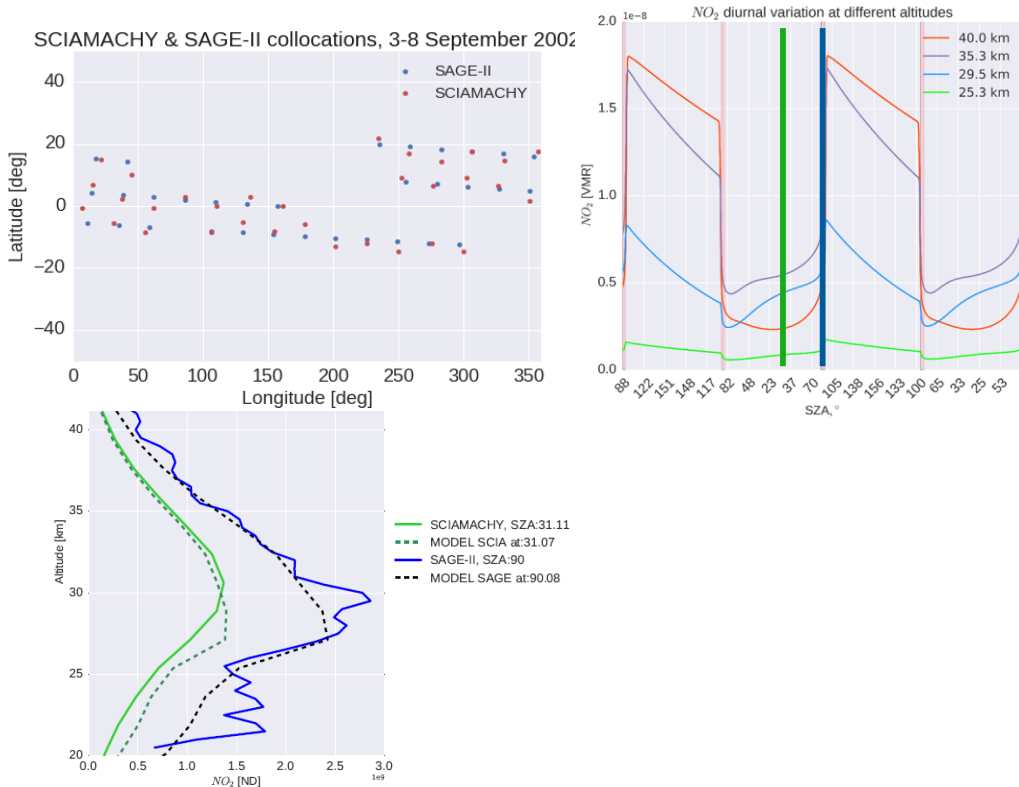 SCIAMACHY & SAGE-II collocations, 3-8 September 2002
SAGE-II
SCIAMACHY
Latitude [deg]
40
20
0
−20
−40
0 50 100 150 200 250 300 350
Longitude [deg]
NO2 diurnal variation at different altitudes
1e-8
40.0 km
35.3 km
29.5 km
25.3 km
NO2 [VMR]
2.0
1.5
1.0
0.5
0.0
88 122 151 148 117 82 48 23 37 70 105 138 156 133 100 65 33 25 53
SZA, °
Altitude [km]
40
35
30
25
20
0.0 0.5 1.0 1.5 2.0 2.5 3.0
1e9
NO2 [ND]
SCIAMACHY, SZA:31.11
MODEL SCIA at:31.07
SAGE-II, SZA:90
MODEL SAGE at:90.08